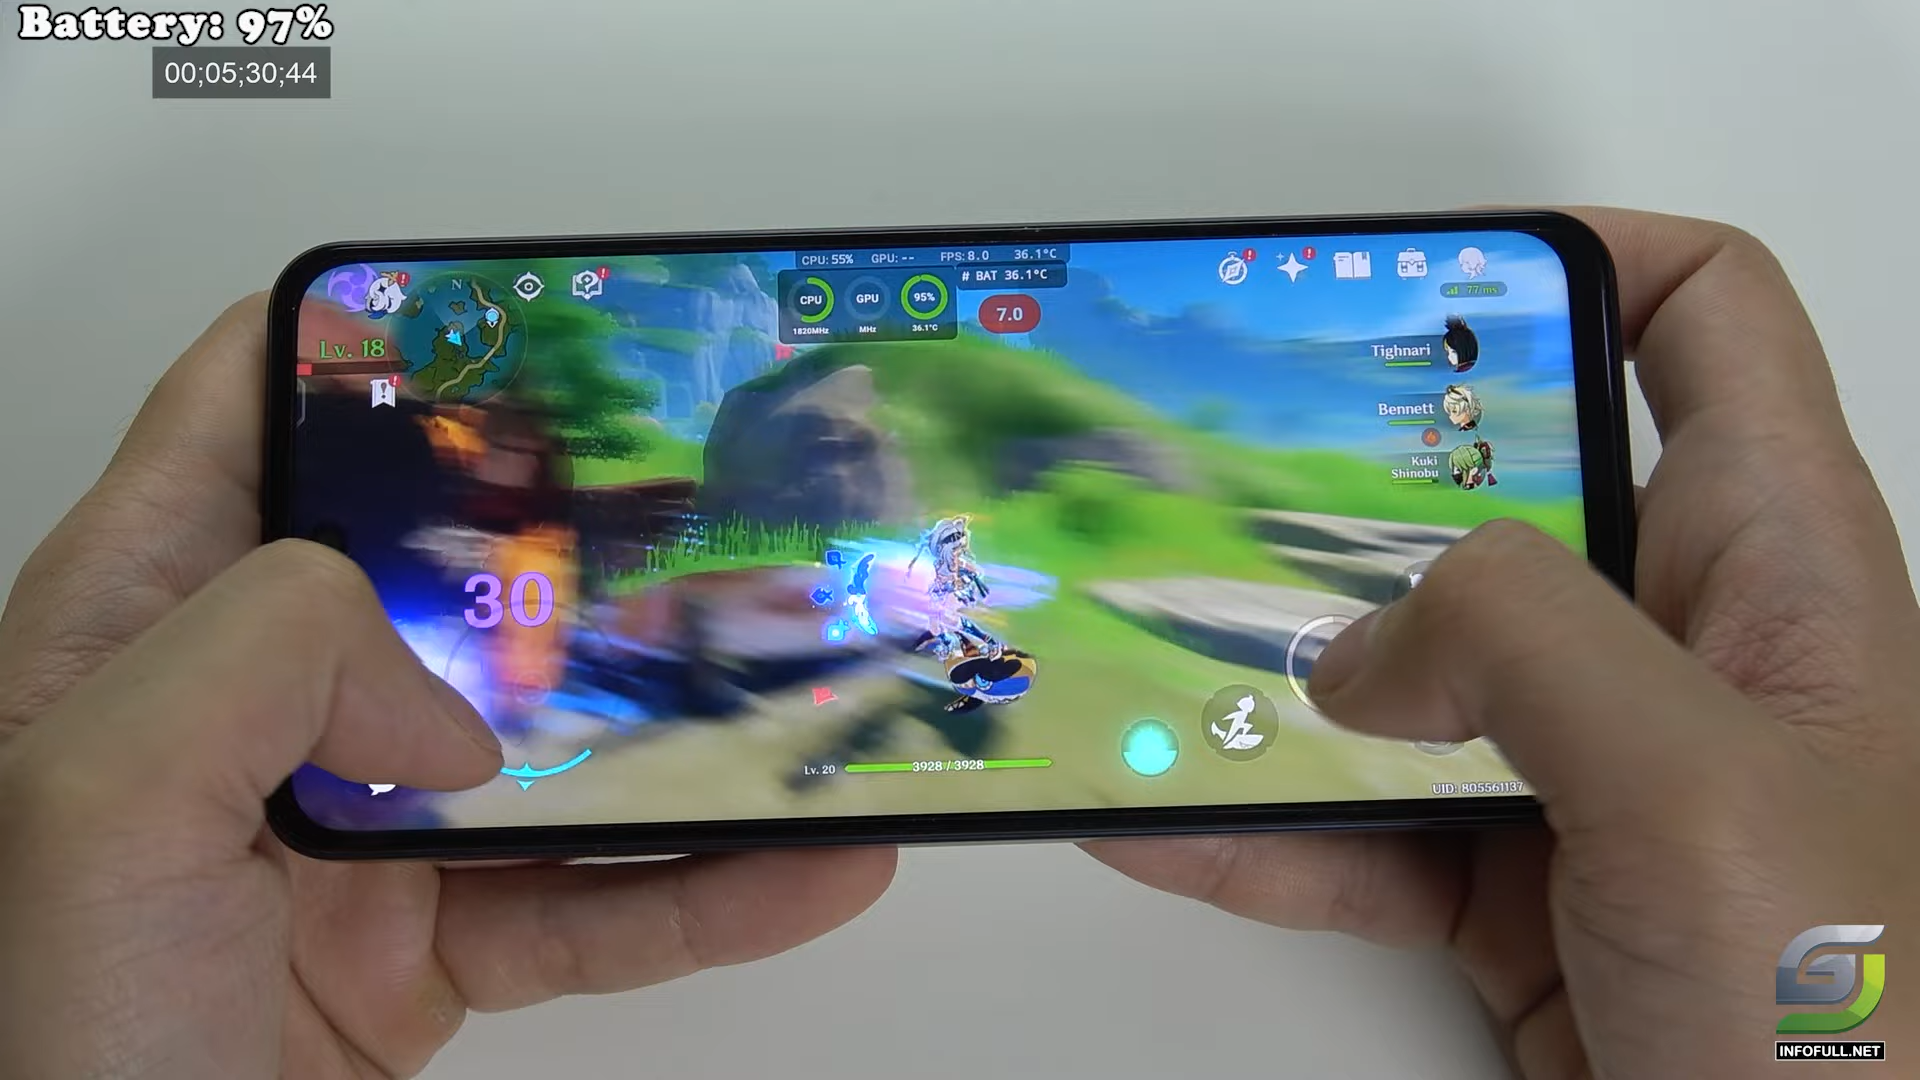 Battery: 97%
00;05;30;44
CPU: 55% GPU: -- FPS: 8.0 36.1°C
# BAT 36.1°C
CPU GPU 95%
1820MHz MHz 36.1°C
7.0
N
Lv. 18
77 ms
Tighnari
Bennett
Kuki
Shinobu
30
Lv. 20 3928 / 3928
UID: 805561137
INFOFULL.NET